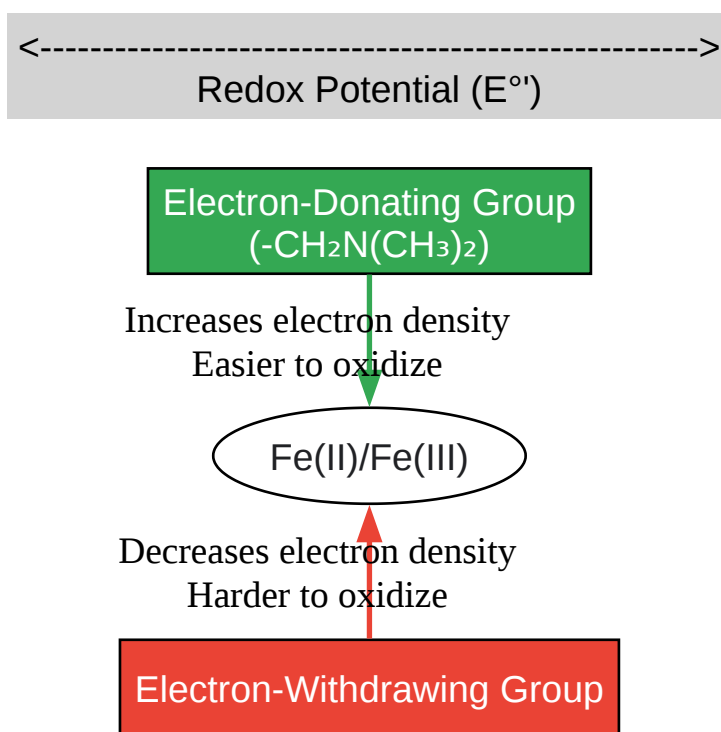 <------------------------------------------------------>
Redox Potential (E°')
Electron-Donating Group
(-CH₂N(CH₃)₂)
Increases electron density
Easier to oxidize
Fe(II)/Fe(III)
Decreases electron density
Harder to oxidize
Electron-Withdrawing Group